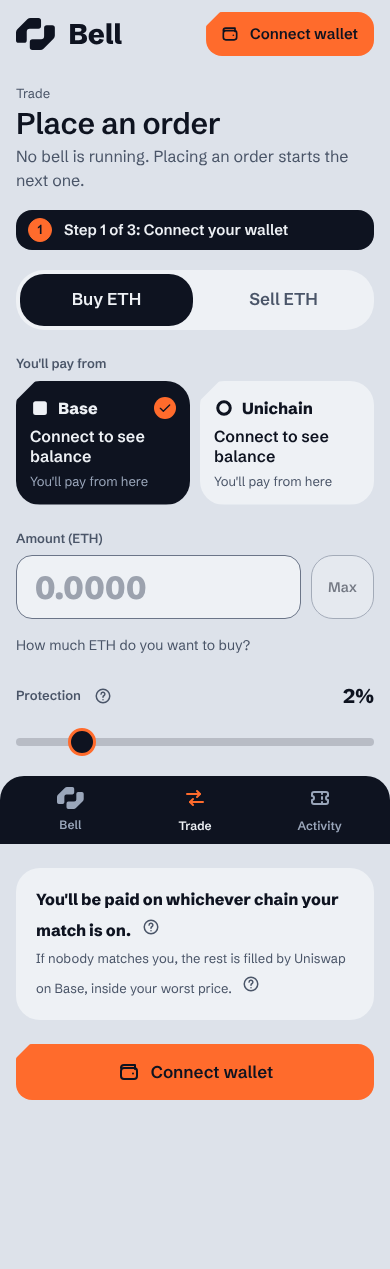 Bell
Connect wallet
Trade
Place an order
No bell is running. Placing an order starts the
next one.
1 Step 1 of 3: Connect your wallet
Buy ETH
Sell ETH
You'll pay from
Base
Connect to see
balance
You'll pay from here
Unichain
Connect to see
balance
You'll pay from here
Amount (ETH)
0.0000
Max
How much ETH do you want to buy?
Protection ?
2%
Bell
Trade
Activity
You'll be paid on whichever chain your
match is on. ?
If nobody matches you, the rest is filled by Uniswap
on Base, inside your worst price. ?
Connect wallet